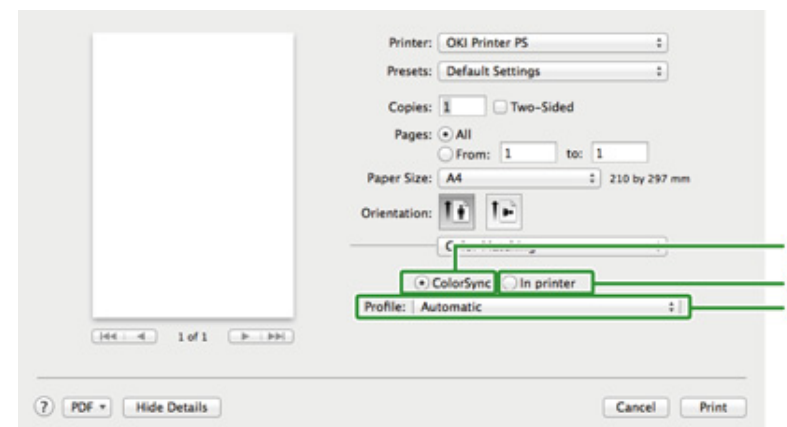 Printer: OKI Printer PS
Presets: Default Settings
Copies: 1 Two-Sided
Pages: All
From: 1 to: 1
Paper Size: A4 210 by 297 mm
Orientation:
ColorSync In printer
Profile: Automatic
1 of 1
? PDF Hide Details Cancel Print